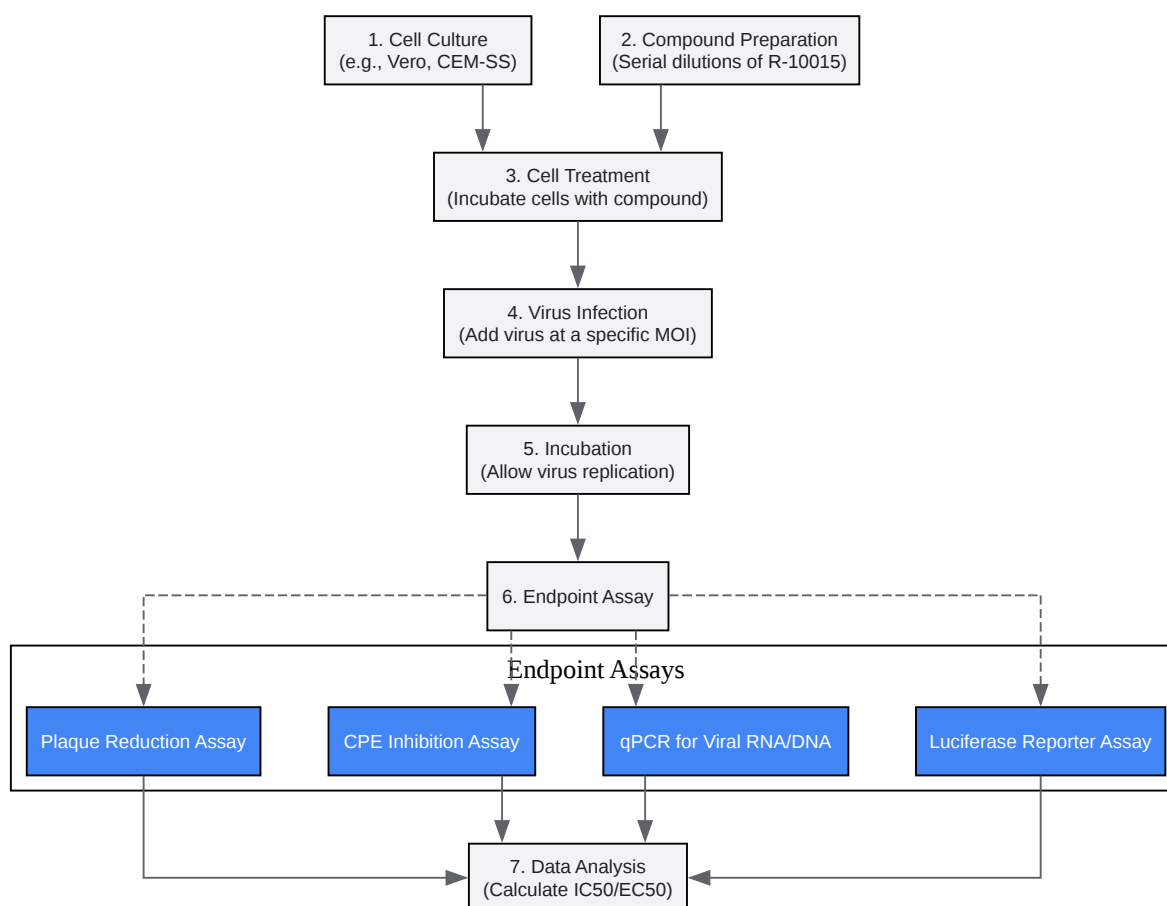 1. Cell Culture
(e.g., Vero, CEM-SS)
2. Compound Preparation
(Serial dilutions of R-10015)
3. Cell Treatment
(Incubate cells with compound)
4. Virus Infection
(Add virus at a specific MOI)
5. Incubation
(Allow virus replication)
6. Endpoint Assay
Endpoint Assays
Plaque Reduction Assay
CPE Inhibition Assay
qPCR for Viral RNA/DNA
Luciferase Reporter Assay
7. Data Analysis
(Calculate IC50/EC50)